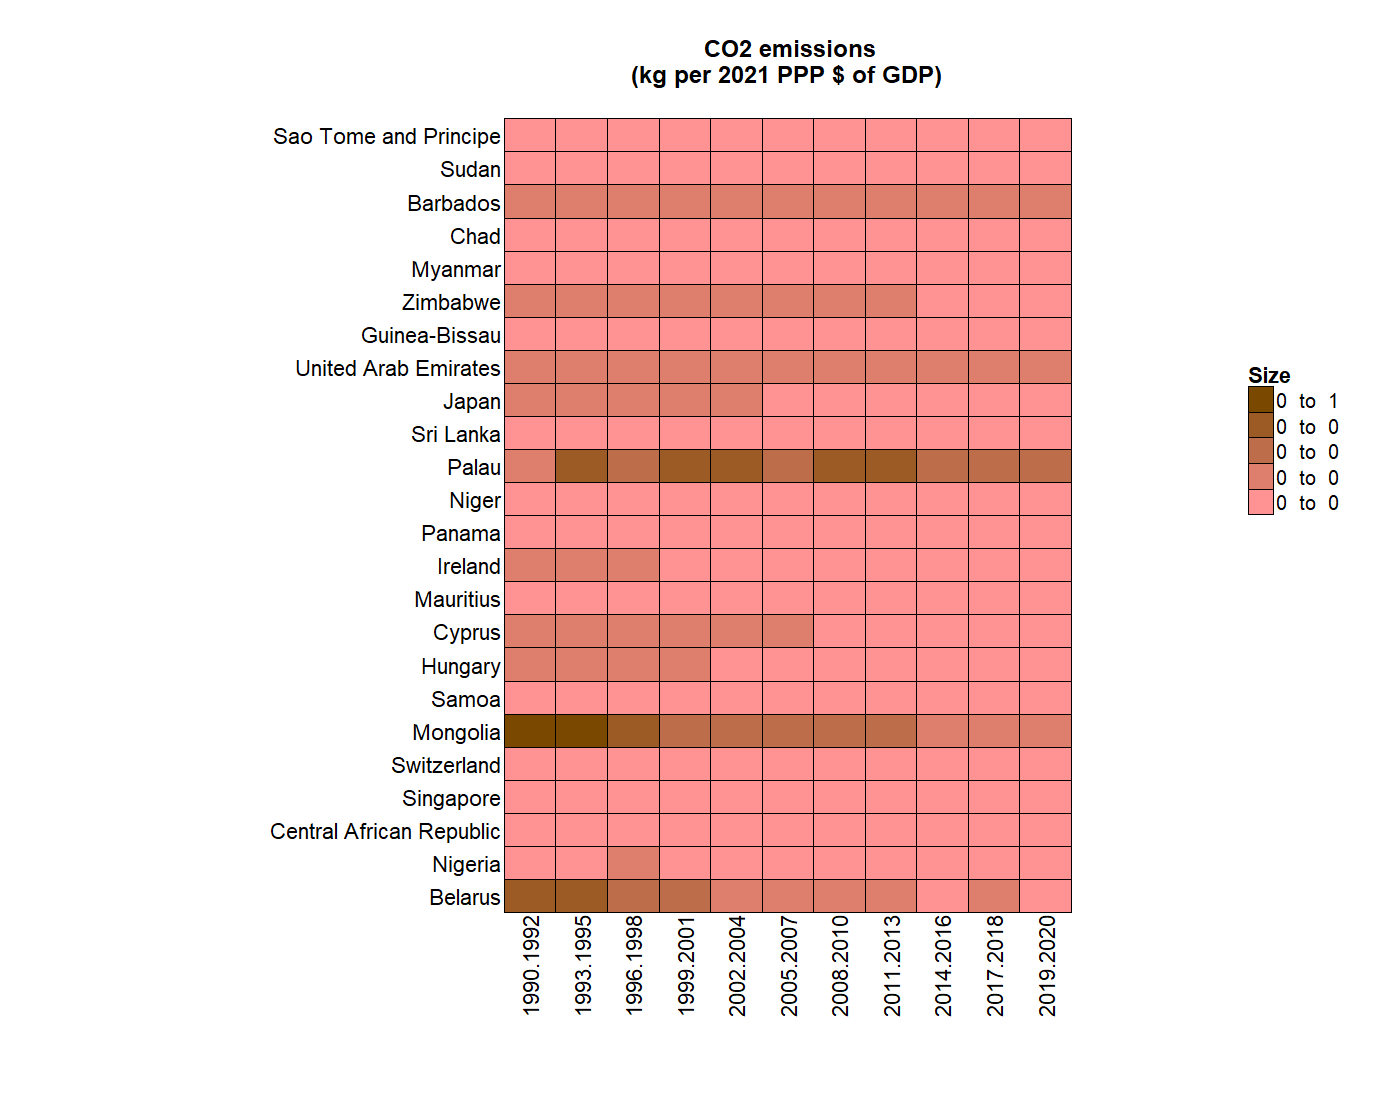 CO2 emissions
(kg per 2021 PPP $ of GDP)
Sao Tome and Principe
Sudan
Barbados
Chad
Myanmar
Zimbabwe
Guinea-Bissau
United Arab Emirates
Japan
Sri Lanka
Palau
Niger
Panama
Ireland
Mauritius
Cyprus
Hungary
Samoa
Mongolia
Switzerland
Singapore
Central African Republic
Nigeria
Belarus
1990.1992
1993.1995
1996.1998
1999.2001
2002.2004
2005.2007
2008.2010
2011.2013
2014.2016
2017.2018
2019.2020
Size
0 to 1
0 to 0
0 to 0
0 to 0
0 to 0